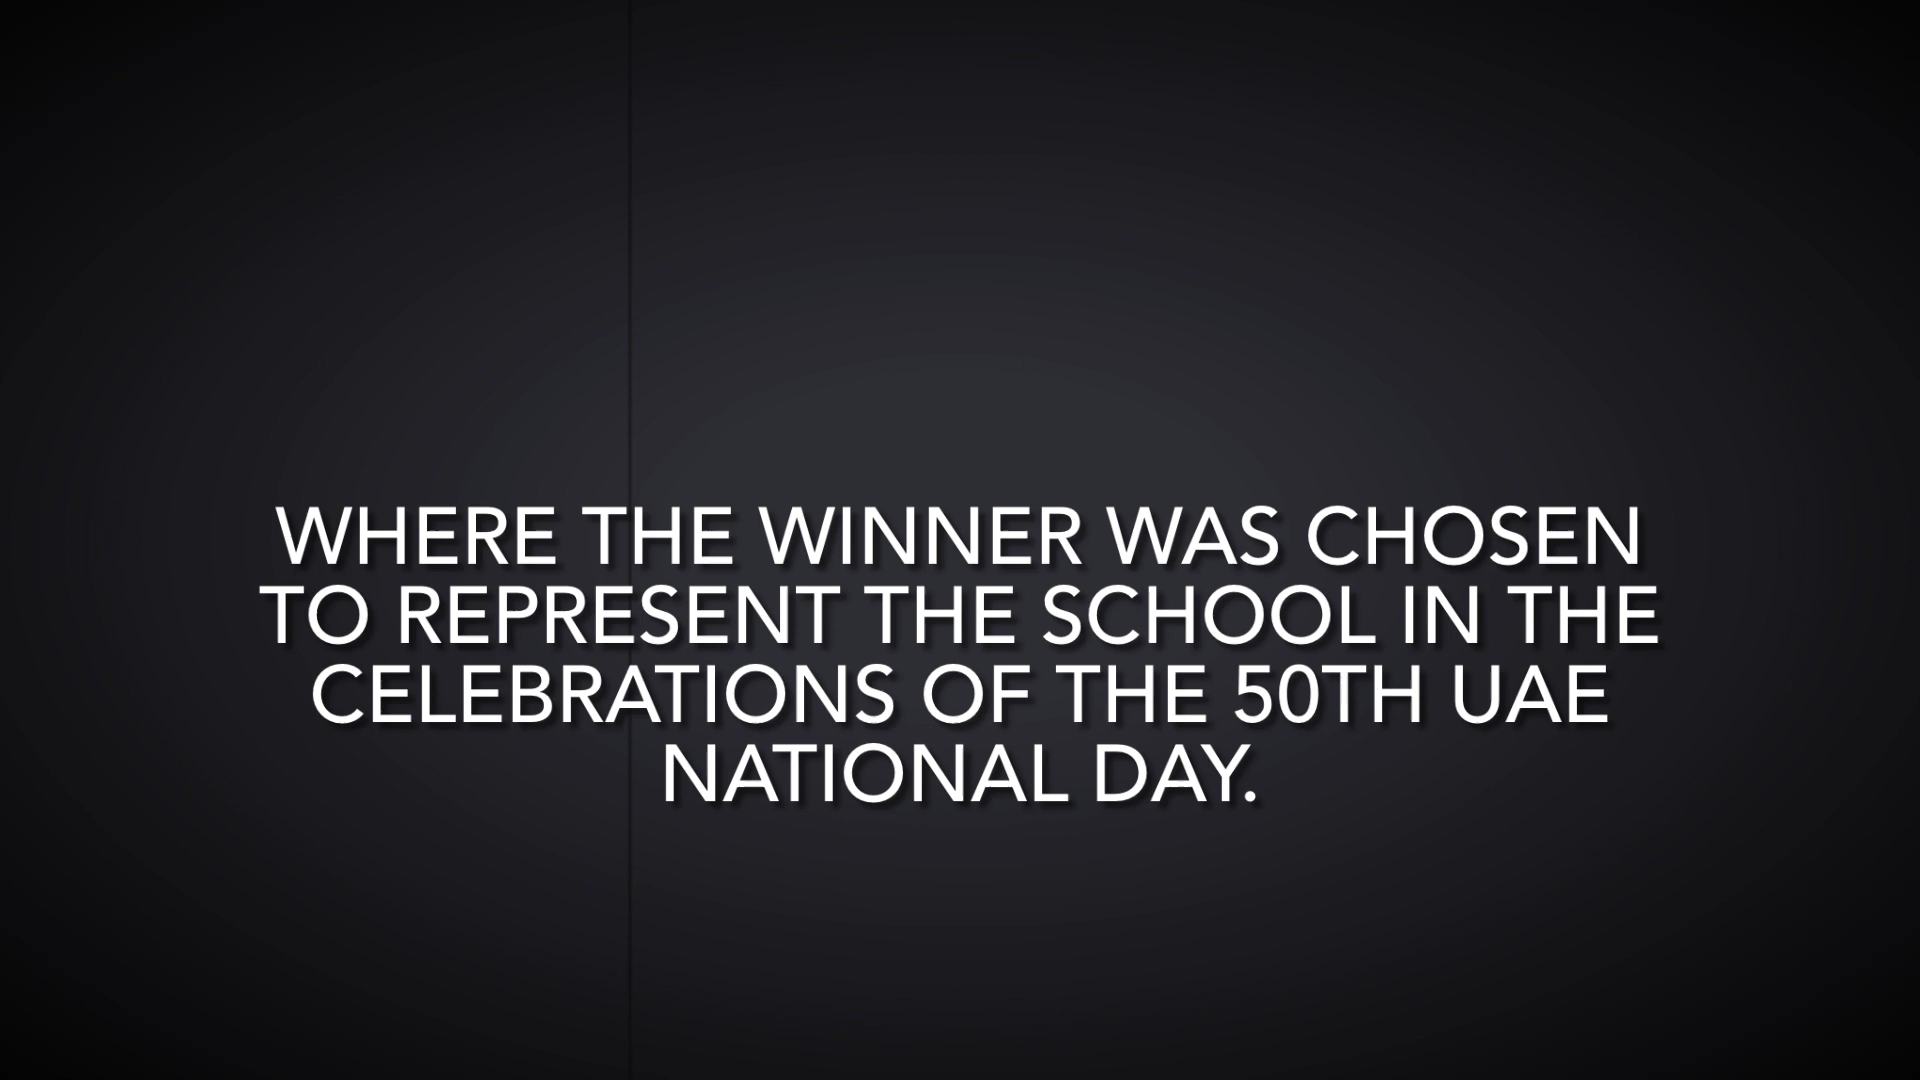 WHERE THE WINNER WAS CHOSEN
TO REPRESENT THE SCHOOL IN THE
CELEBRATIONS OF THE 50TH UAE
NATIONAL DAY.